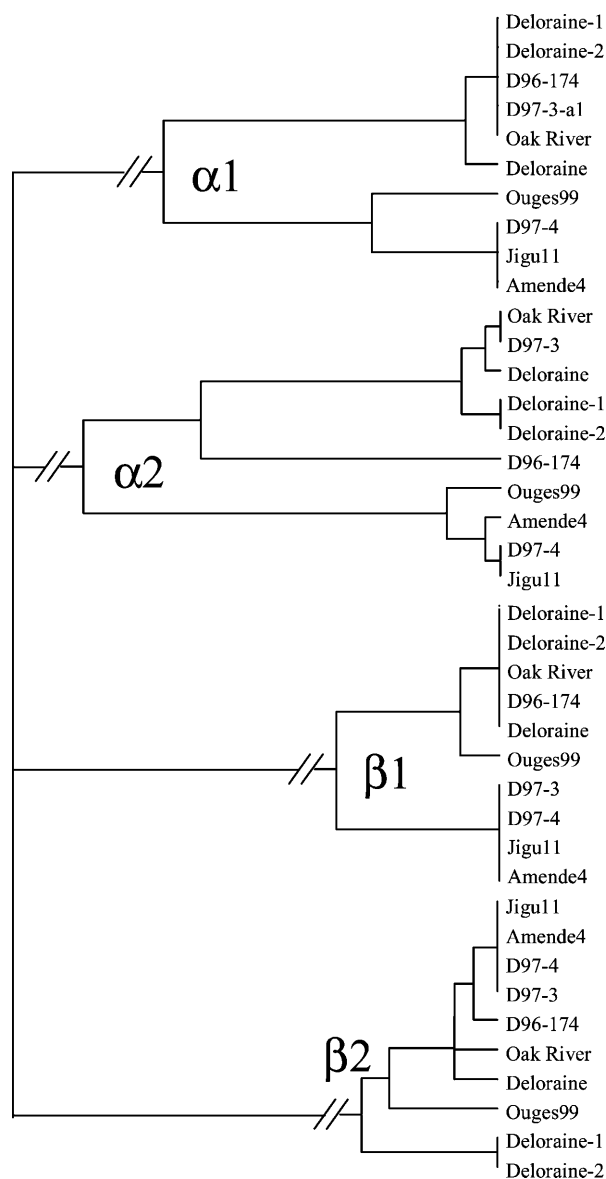 Deloraine-1
Deloraine-2
D96-174
D97-3-a1
Oak River
Deloraine
α1
Ouges99
D97-4
Jigu11
Amende4
Oak River
D97-3
Deloraine
Deloraine-1
Deloraine-2
D96-174
α2
Ouges99
Amende4
D97-4
Jigu11
Deloraine-1
Deloraine-2
Oak River
D96-174
Deloraine
Ouges99
β1
D97-3
D97-4
Jigu11
Amende4
Jigu11
Amende4
D97-4
D97-3
D96-174
Oak River
β2
Deloraine
Ouges99
Deloraine-1
Deloraine-2